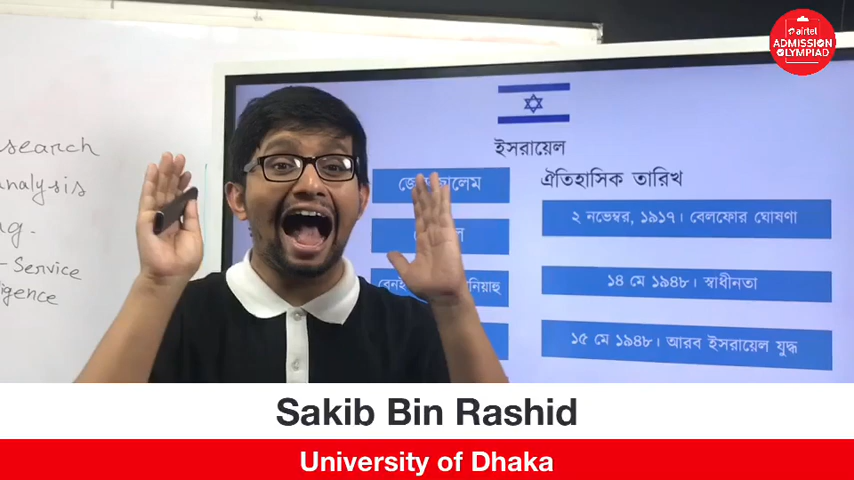 airtel
ADMISSION
OLYMPIAD
search
nalysis
ng.
- Service
ligence
ইসরায়েল
ঐতিহাসিক তারিখ
২ নভেম্বর, ১৯১৭। বেলফোর ঘোষণা
১৪ মে ১৯৪৮। স্বাধীনতা
১৫ মে ১৯৪৮। আরব ইসরায়েল যুদ্ধ
Sakib Bin Rashid
University of Dhaka